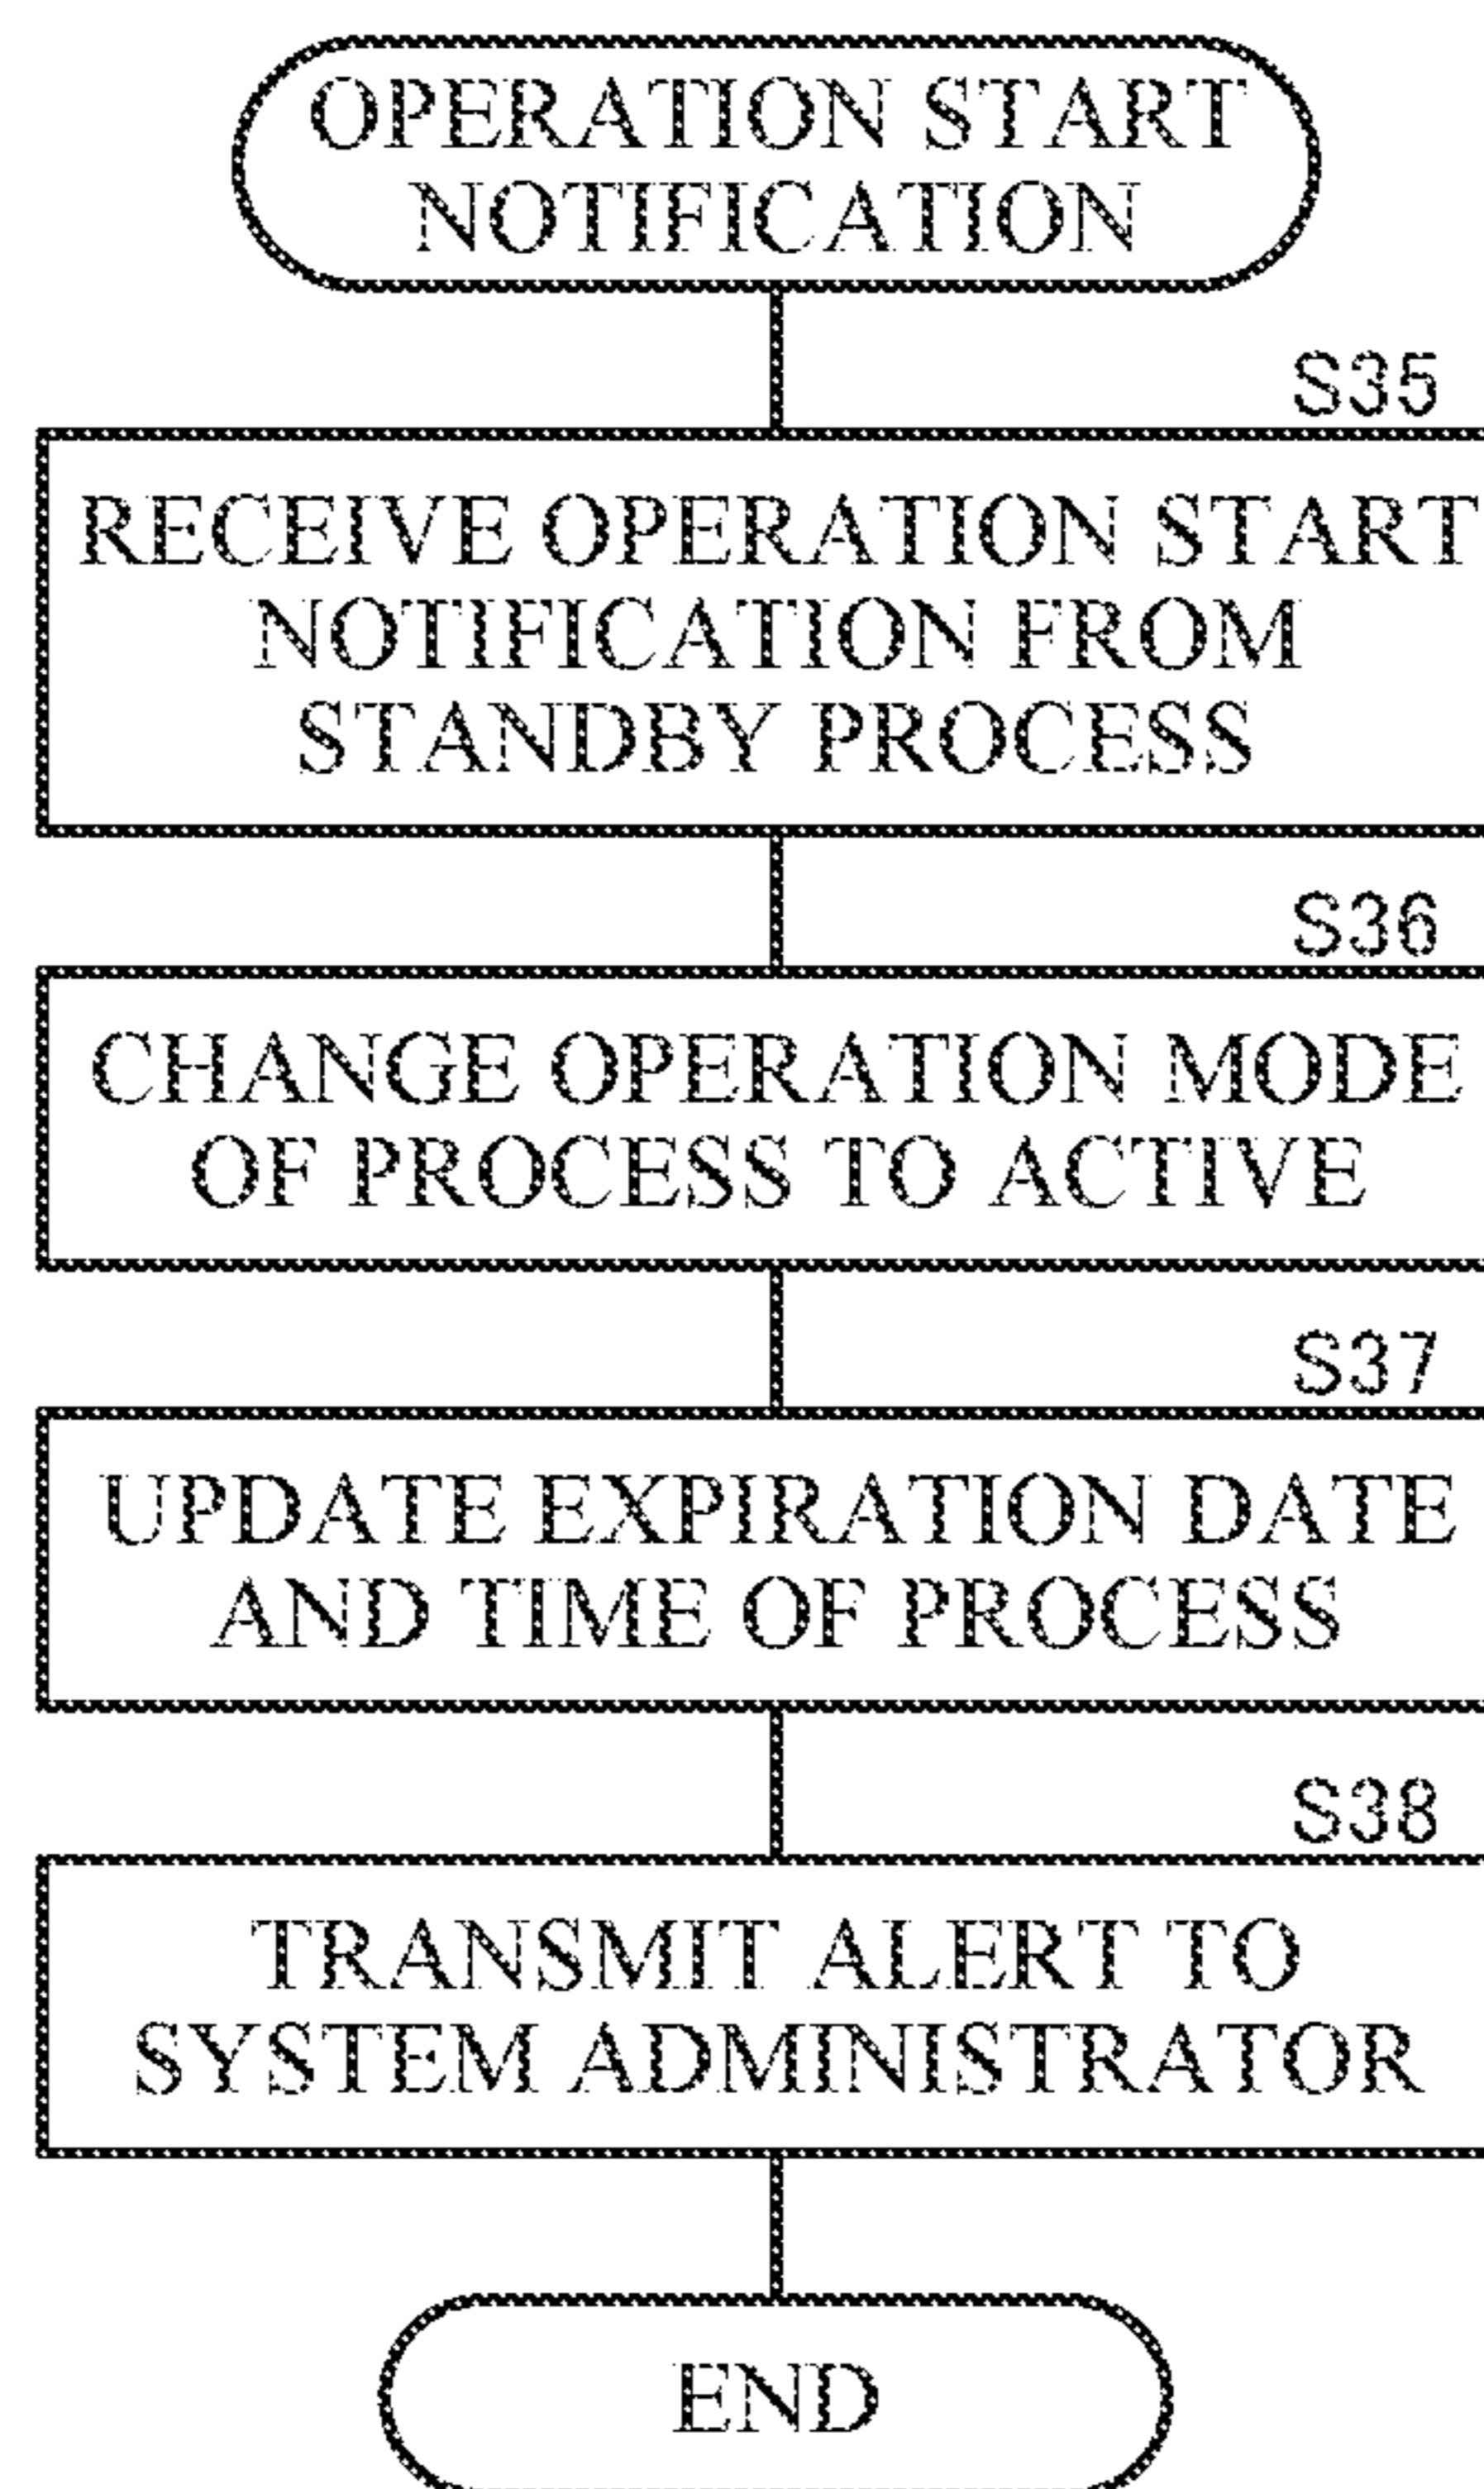 OPERATION START
NOTIFICATION
S35
RECEIVE OPERATION START
NOTIFICATION FROM
STANDBY PROCESS
S36
CHANGE OPERATION MODE
OF PROCESS TO ACTIVE
S37
UPDATE EXPIRATION DATE
AND TIME OF PROCESS
S38
TRANSMIT ALERT TO
SYSTEM ADMINISTRATOR
END